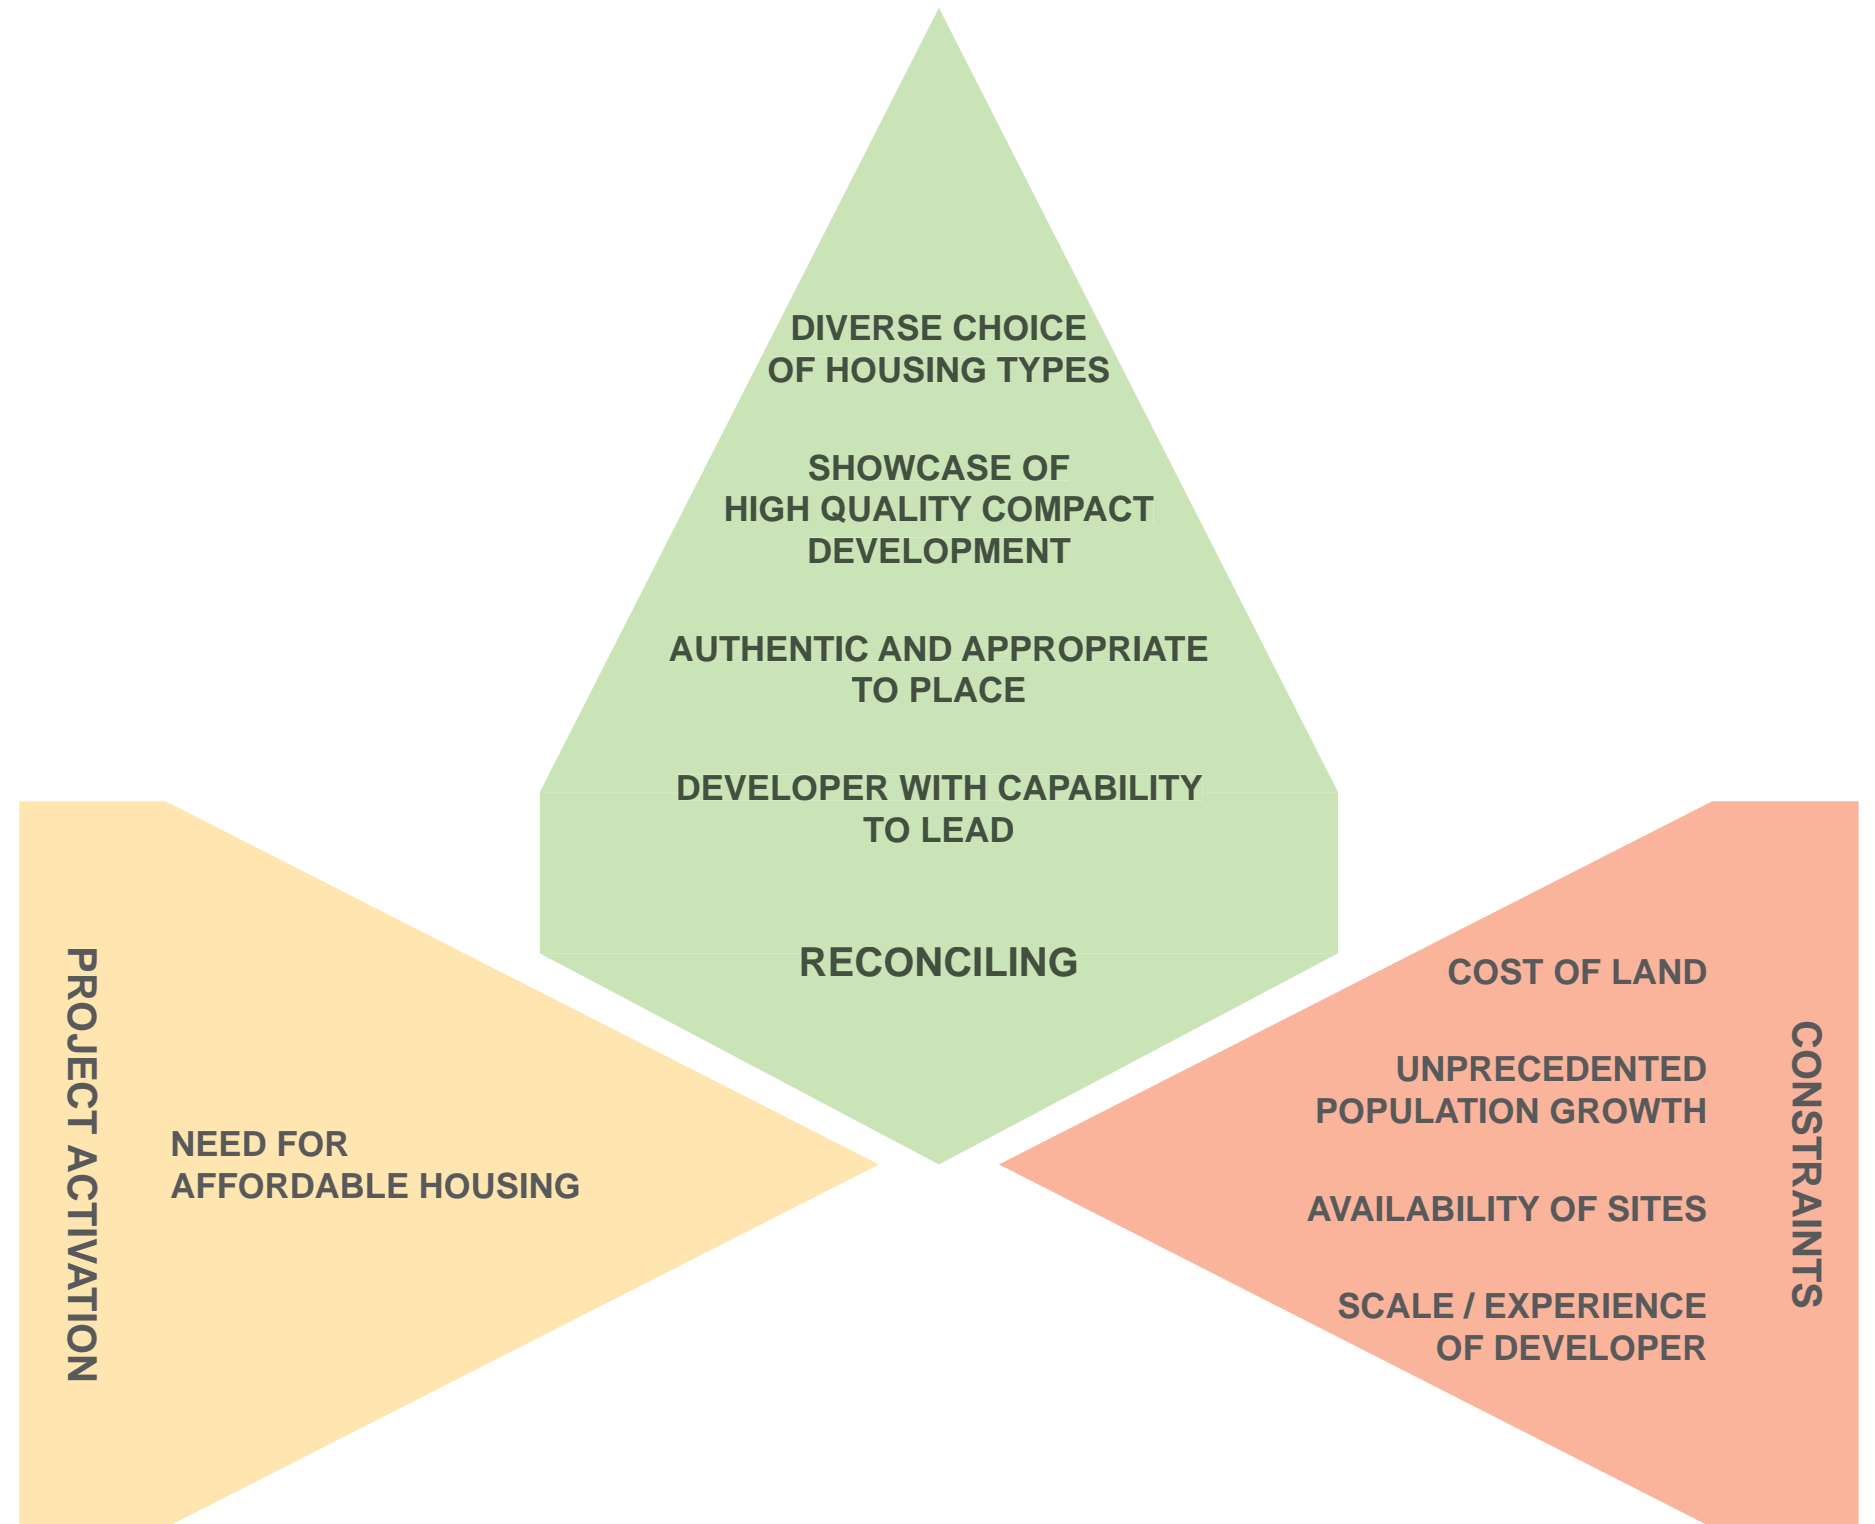 DIVERSE CHOICE
OF HOUSING TYPES
SHOWCASE OF
HIGH QUALITY COMPACT
DEVELOPMENT
AUTHENTIC AND APPROPRIATE
TO PLACE
DEVELOPER WITH CAPABILITY
TO LEAD
RECONCILING
PROJECT ACTIVATION
NEED FOR
AFFORDABLE HOUSING
COST OF LAND
UNPRECEDENTED
POPULATION GROWTH
AVAILABILITY OF SITES
SCALE / EXPERIENCE
OF DEVELOPER
CONSTRAINTS